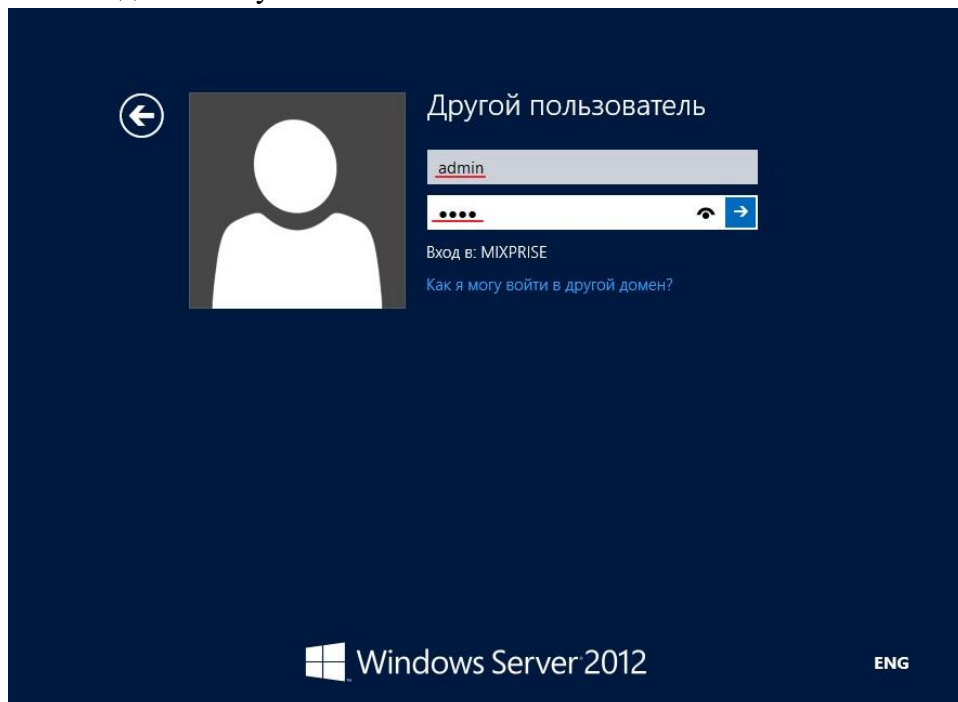 Другой пользователь
admin
••••
Вход в: MIXPRISE
Как я могу войти в другой домен?
Windows Server 2012
ENG